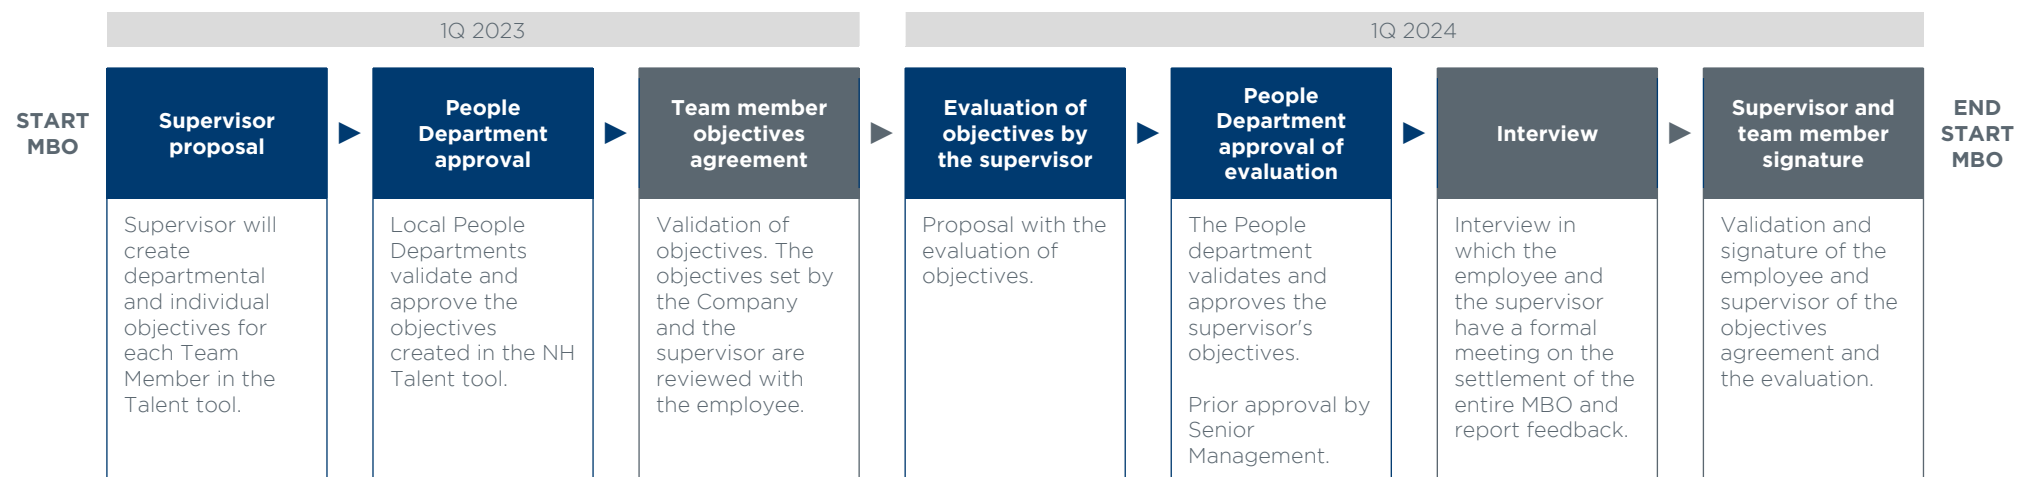 1Q 2023
1Q 2024
START
MBO
Supervisor
proposal
People
Department
approval
Team member
objectives
agreement
Evaluation of
objectives by
the supervisor
People
Department
approval of
evaluation
Interview
Supervisor and
team member
signature
END
START
MBO
Supervisor will
create
departmental
and individual
objectives for
each Team
Member in the
Talent tool.
Local People
Departments
validate and
approve the
objectives
created in the NH
Talent tool.
Validation of
objectives. The
objectives set by
the Company
and the
supervisor are
reviewed with
the employee.
Proposal with the
evaluation of
objectives.
The People
department
validates and
approves the
supervisor's
objectives.
Prior approval by
Senior
Management.
Interview in
which the
employee and
the supervisor
have a formal
meeting on the
settlement of the
entire MBO and
report feedback.
Validation and
signature of the
employee and
supervisor of the
objectives
agreement and
the evaluation.